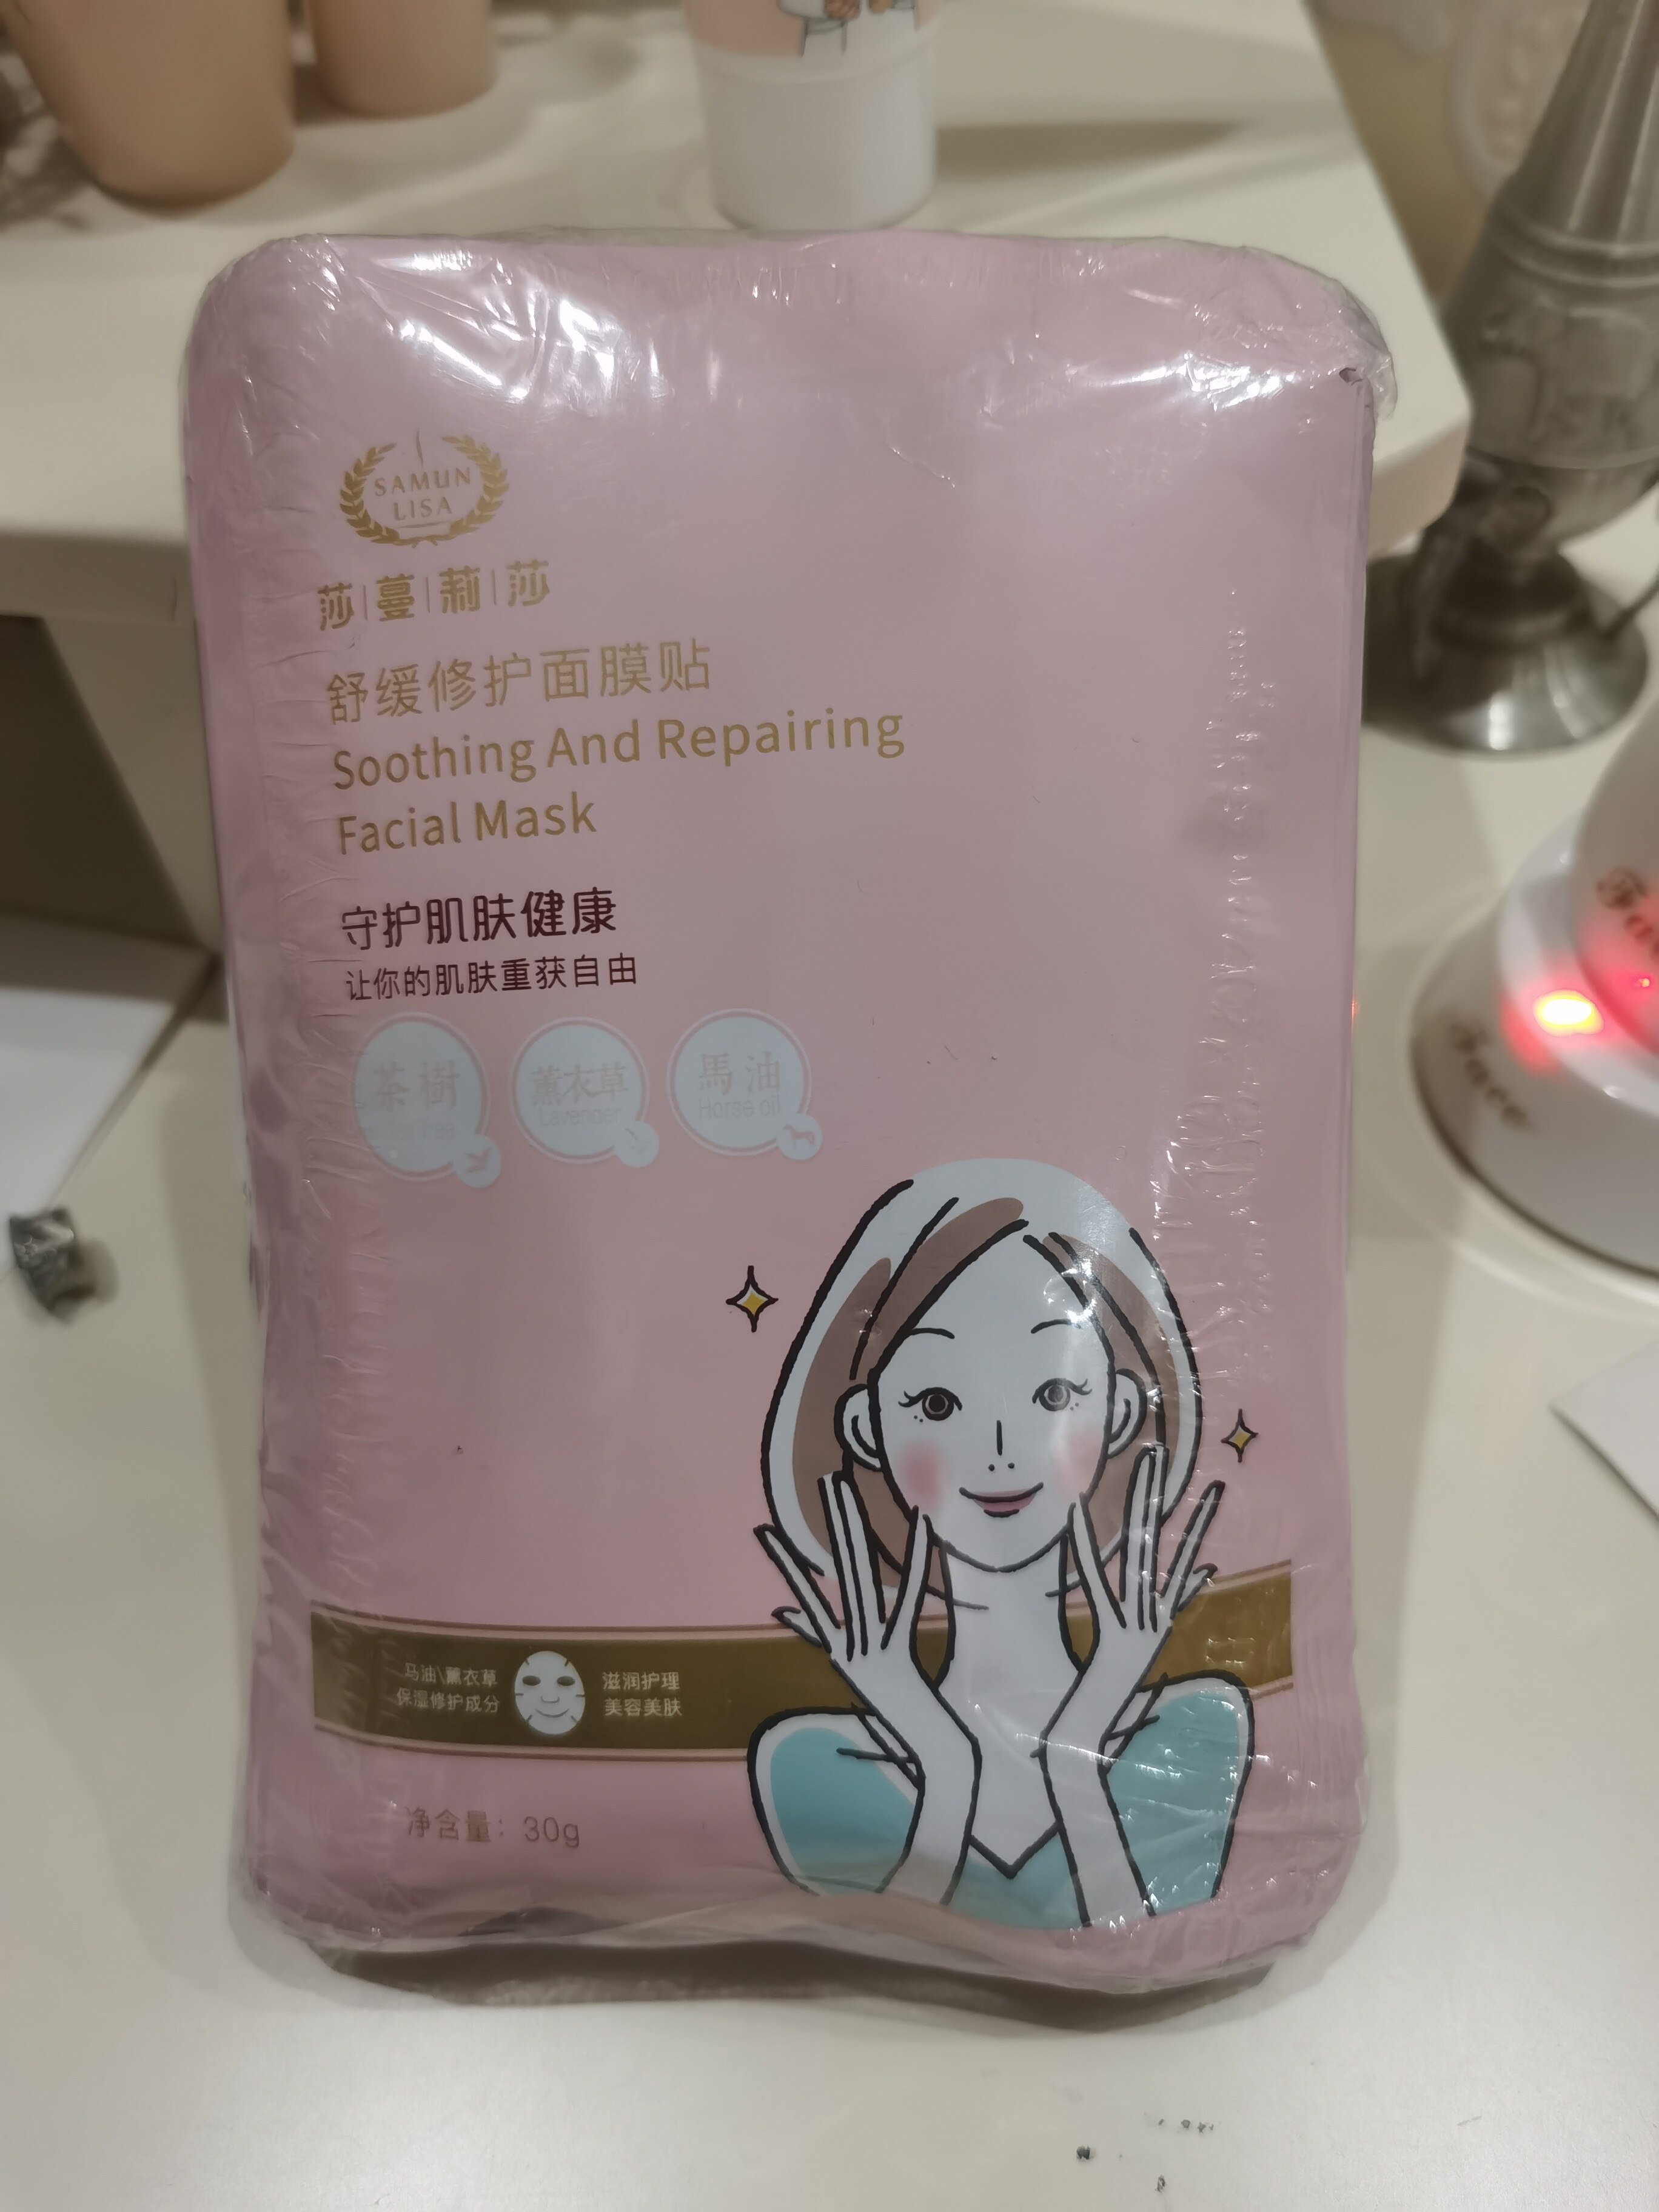 SAMUN
LISA
莎|蔓|莉|莎
舒缓修护面膜贴
Soothing And Repairing
Facial Mask
守护肌肤健康
让你的肌肤重获自由
茶樹
Tea Tree
薰衣草
Lavender
馬油
Horse oil
马油\薰衣草
保湿修护成分
滋润护理
美容美肤
净含量：30g